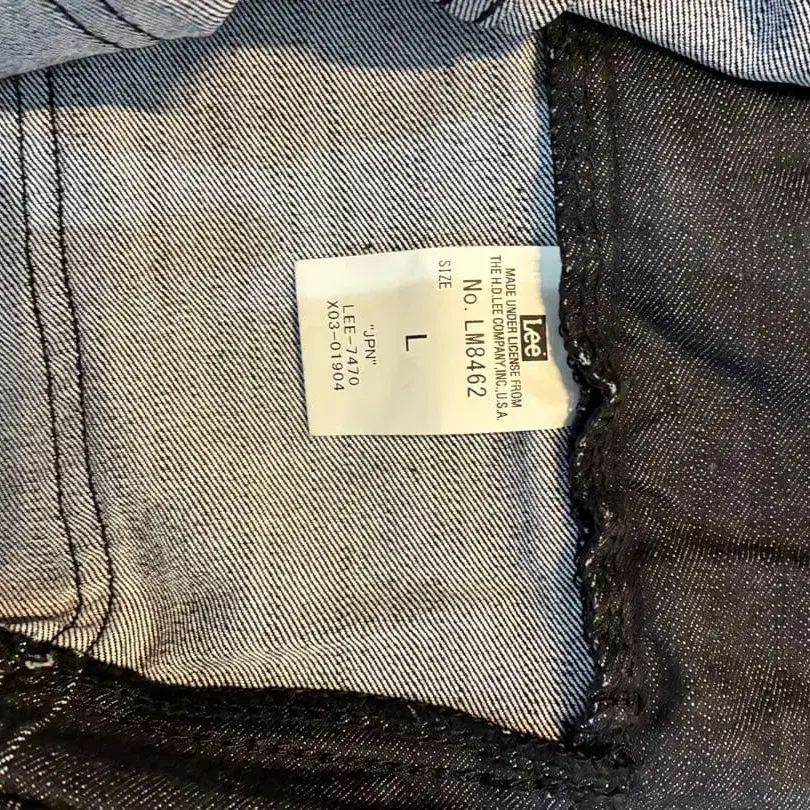 Lee
MADE UNDER LICENSE FROM
THE H.D.LEE COMPANY,INC.,U.S.A.
No. LM8462
SIZE
L
"JPN"
LEE-7470
X03-01904